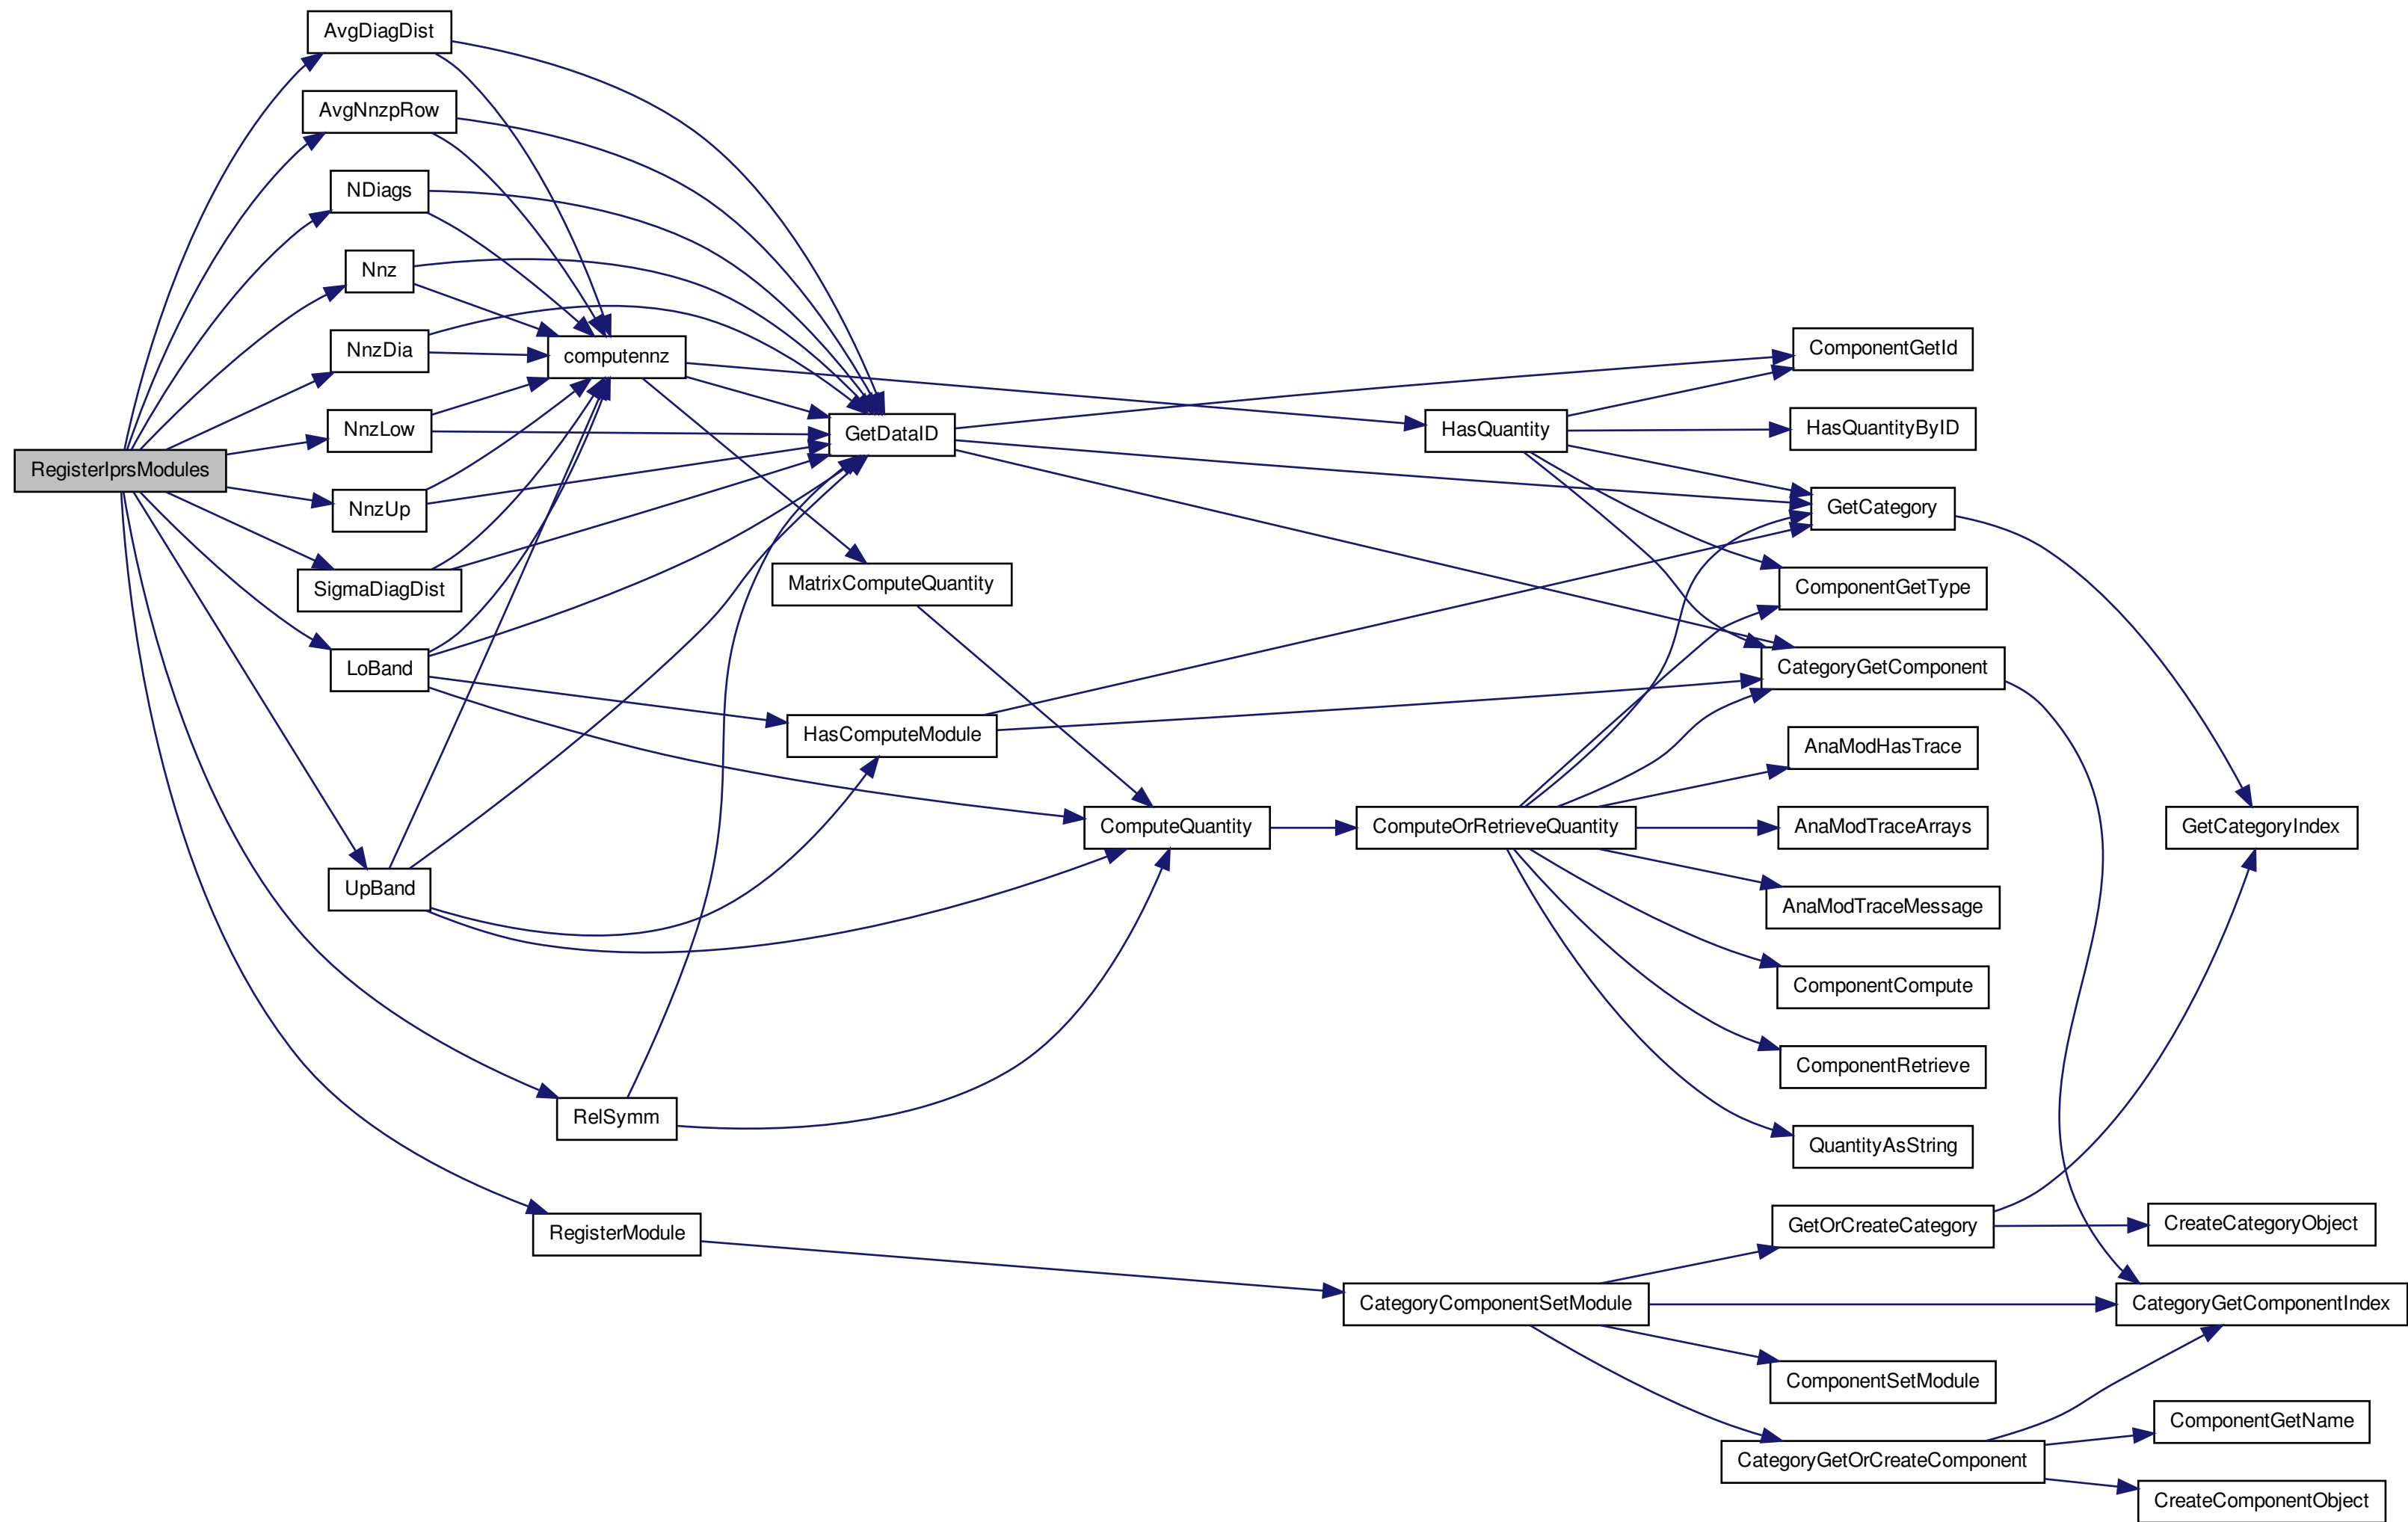 AvgDiagDist
AvgNnzpRow
NDiags
Nnz
NnzDia
NnzLow
RegisterIprsModules
NnzUp
SigmaDiagDist
LoBand
UpBand
RelSymm
RegisterModule
computennz
GetDataID
MatrixComputeQuantity
HasComputeModule
ComputeQuantity
HasQuantity
ComputeOrRetrieveQuantity
CategoryComponentSetModule
ComponentGetId
HasQuantityByID
GetCategory
ComponentGetType
CategoryGetComponent
AnaModHasTrace
AnaModTraceArrays
AnaModTraceMessage
ComponentCompute
ComponentRetrieve
QuantityAsString
GetOrCreateCategory
ComponentSetModule
CategoryGetOrCreateComponent
GetCategoryIndex
CreateCategoryObject
CategoryGetComponentIndex
ComponentGetName
CreateComponentObject